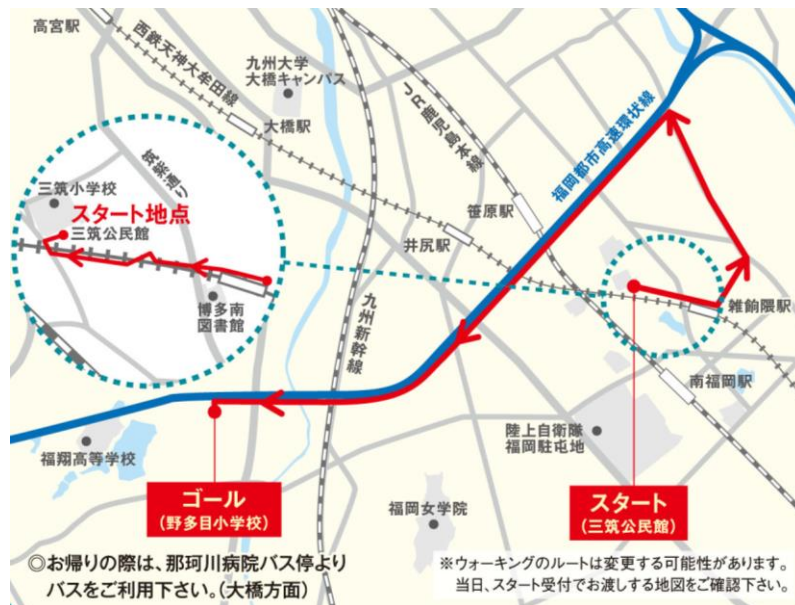 高宮駅
西鉄天神大牟田線
九州大学
大橋キャンパス
大橋駅
JR鹿児島本線
福岡都市高速環状線
筑紫通り
三筑小学校
スタート地点
三筑公民館
笹原駅
井尻駅
博多南
図書館
九州新幹線
雑餉隈駅
南福岡駅
陸上自衛隊
福岡駐屯地
福翔高等学校
ゴール
(野多目小学校)
福岡女学院
スタート
(三筑公民館)
◎お帰りの際は、那珂川病院バス停より
バスをご利用下さい。(大橋方面)
※ウォーキングのルートは変更する可能性があります。
当日、スタート受付でお渡しする地図をご確認下さい。